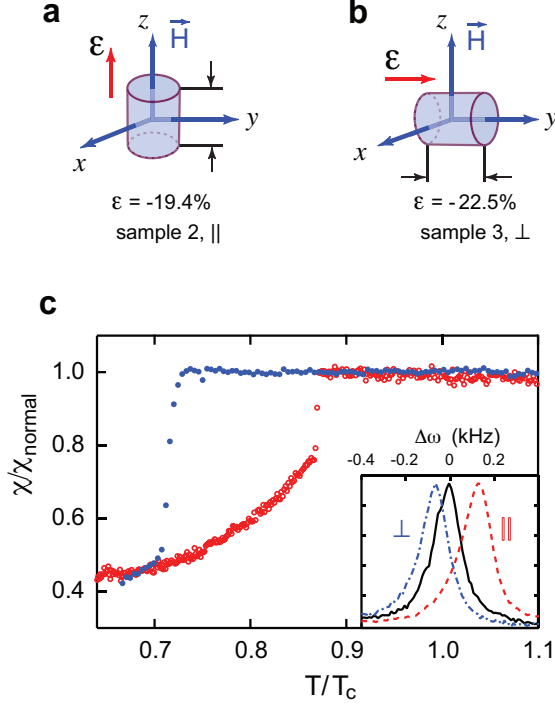 a
b
z
H
ε
y
x
z
H
ε
y
x
ε = -19.4%
sample 2, ||
ε = -22.5%
sample 3, ⊥
c
χ/χnormal
1.0
0.8
0.6
0.4
Δω (kHz)
-0.4 -0.2 0 0.2
⊥
||
0.7 0.8 0.9 1.0 1.1
T/Tc